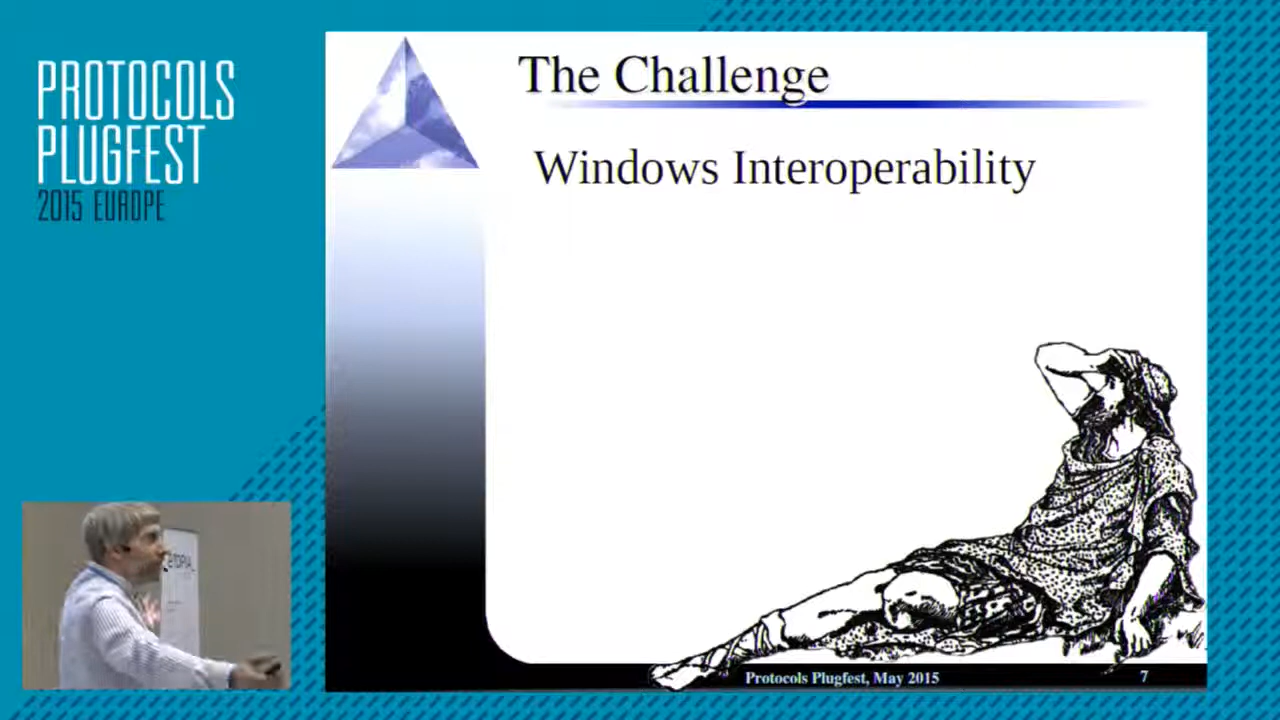 PROTOCOLS
PLUGFEST
2015 EUROPE
The Challenge
Windows Interoperability
Protocols Plugfest, May 2015
7